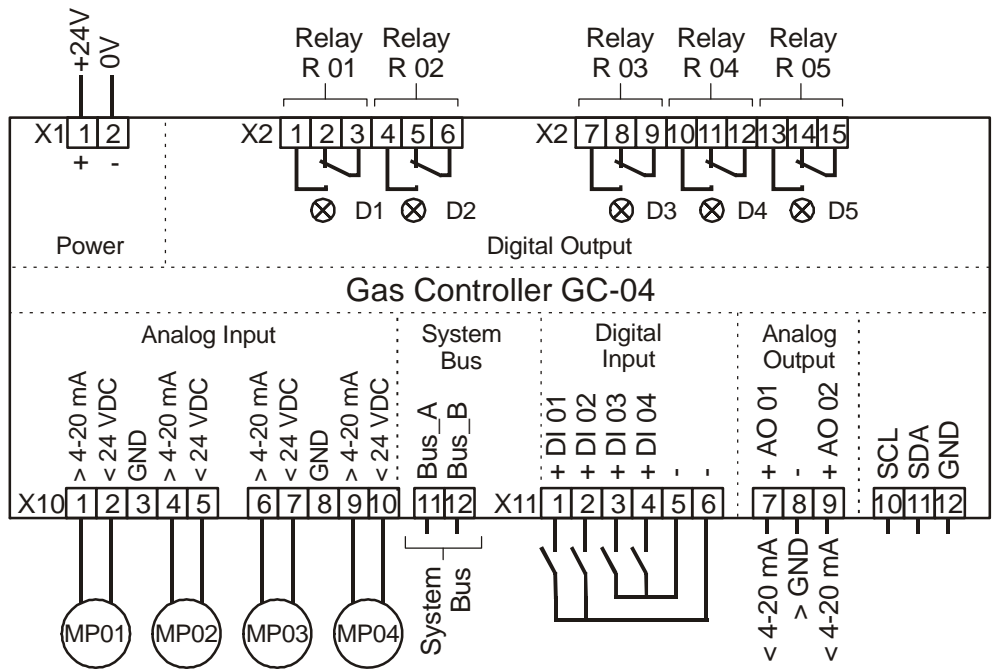 +24V
0V
Relay R 01
Relay R 02
Relay R 03
Relay R 04
Relay R 05
X1 1 2
+ -
X2 1 2 3 4 5 6
X2 7 8 9 10 11 12 13 14 15
D1 D2 D3 D4 D5
Power
Digital Output
Gas Controller GC-04
Analog Input
System Bus
Digital Input
Analog Output
> 4-20 mA
< 24 VDC
GND
> 4-20 mA
< 24 VDC
> 4-20 mA
< 24 VDC
GND
> 4-20 mA
< 24 VDC
Bus_A
Bus_B
+ DI 01
+ DI 02
+ DI 03
+ DI 04
-
-
+ AO 01
-
+ AO 02
SCL
SDA
GND
X10 1 2 3 4 5 6 7 8 9 10 11 12
X11 1 2 3 4 5 6 7 8 9 10 11 12
MP01 MP02 MP03 MP04
System Bus
< 4-20 mA
> GND
< 4-20 mA